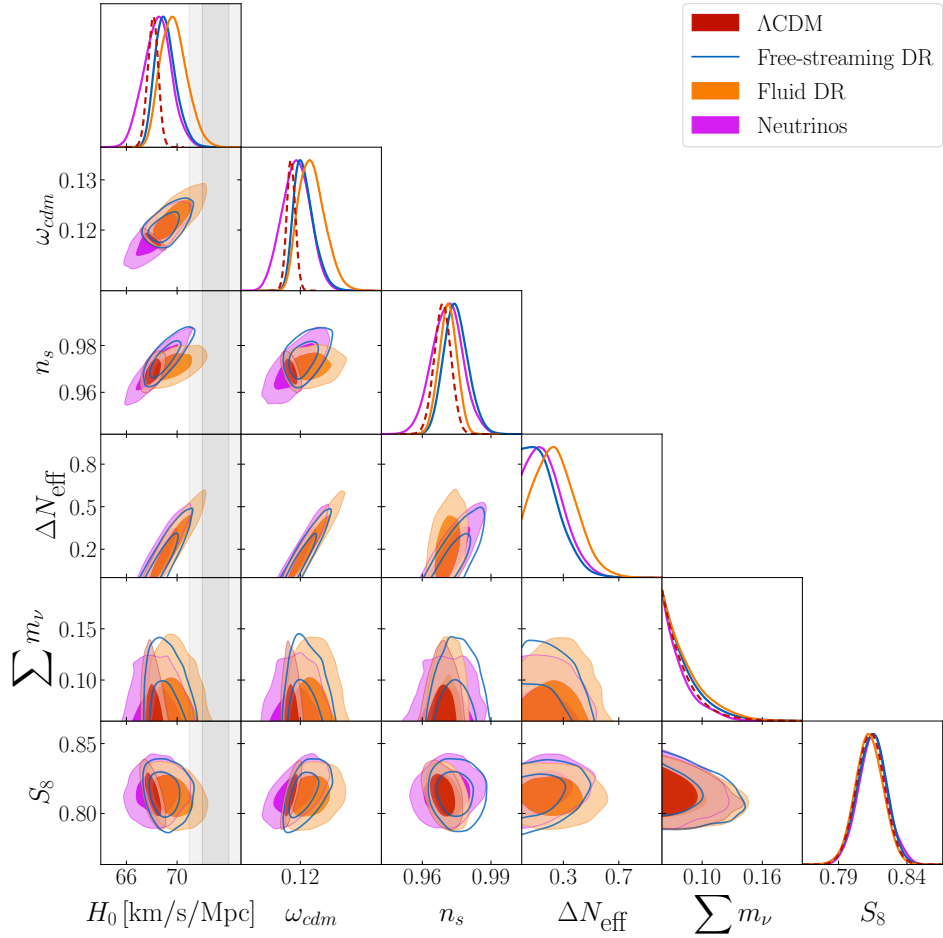 ΛCDM
Free-streaming DR
Fluid DR
Neutrinos
0.13
0.12
ω_cdm
0.98
0.96
n_s
0.8
0.5
0.2
ΔN_eff
0.15
0.10
∑ m_ν
0.85
0.80
S_8
66 70
0.12
0.96 0.99
0.3 0.7
0.10 0.16
0.79 0.84
H_0 [km/s/Mpc]
ω_cdm
n_s
ΔN_eff
∑ m_ν
S_8